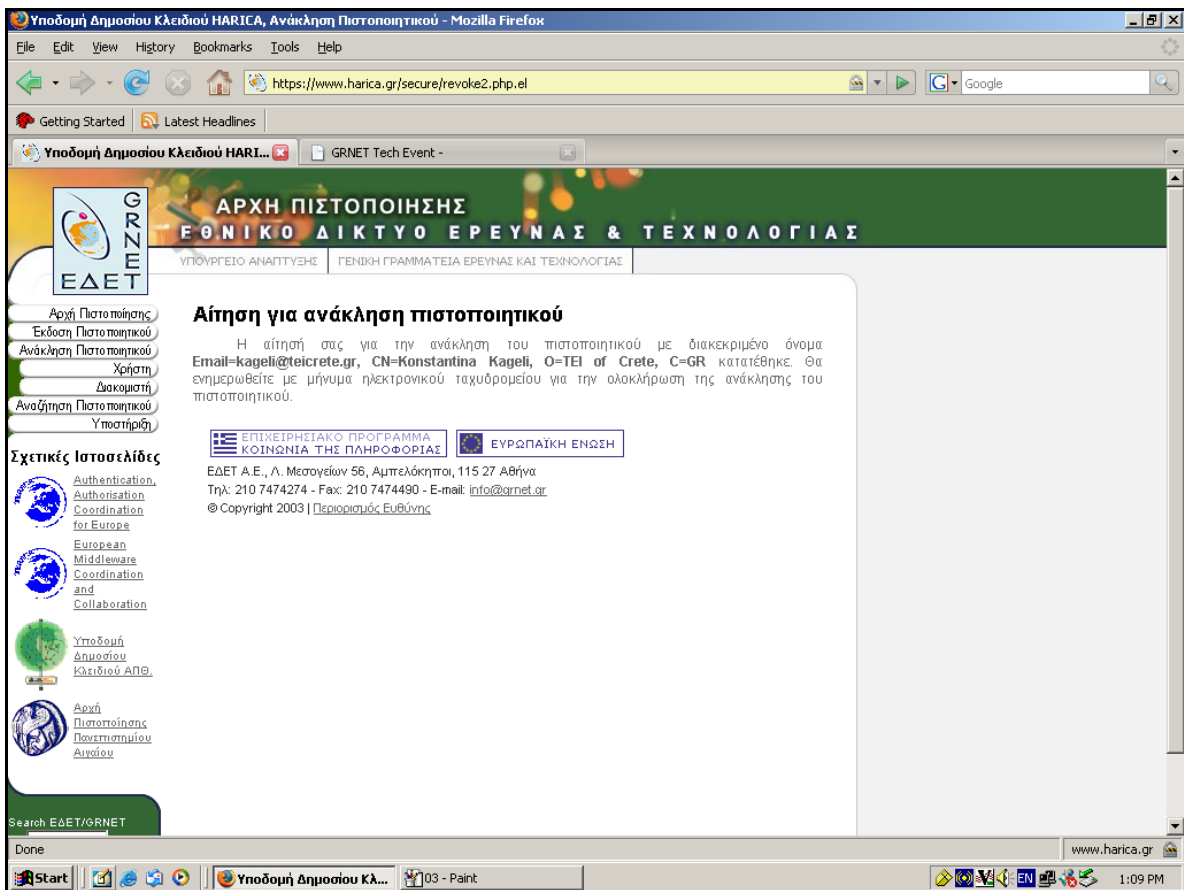 Υποδομή Δημοσίου Κλειδιού HARICA, Ανάκληση Πιστοποιητικού - Mozilla Firefox
File Edit View History Bookmarks Tools Help
https://www.harica.gr/secure/revoke2.php.el
G Google
Getting Started Latest Headlines
Υποδομή Δημοσίου Κλειδιού HARI... GRNET Tech Event -
GRNET
ΕΔΕΤ
ΑΡΧΗ ΠΙΣΤΟΠΟΙΗΣΗΣ
ΕΘΝΙΚΟ ΔΙΚΤΥΟ ΕΡΕΥΝΑΣ & ΤΕΧΝΟΛΟΓΙΑΣ
ΥΠΟΥΡΓΕΙΟ ΑΝΑΠΤΥΞΗΣ ΓΕΝΙΚΗ ΓΡΑΜΜΑΤΕΙΑ ΕΡΕΥΝΑΣ ΚΑΙ ΤΕΧΝΟΛΟΓΙΑΣ
Αρχή Πιστοποίησης
Έκδοση Πιστοποιητικού
Ανάκληση Πιστοποιητικού
Χρήστη
Διακομιστή
Αναζήτηση Πιστοποιητικού
Υποστήριξη
Σχετικές Ιστοσελίδες
Authentication,
Authorisation
Coordination
for Europe
European
Middleware
Coordination
and
Collaboration
Υποδομή
Δημοσίου
Κλειδιού ΑΠΘ.
Αρχή
Πιστοποίησης
Πανεπιστημίου
Αιγαίου
Search ΕΔΕΤ/GRNET
Αίτηση για ανάκληση πιστοποιητικού
Η αίτησή σας για την ανάκληση του πιστοποιητικού με διακεκριμένο όνομα
Email=kageli@teicrete.gr, CN=Konstantina Kageli, O=TEI of Crete, C=GR κατατέθηκε. Θα
ενημερωθείτε με μήνυμα ηλεκτρονικού ταχυδρομείου για την ολοκλήρωση της ανάκλησης του
πιστοποιητικού.
ΕΠΙΧΕΙΡΗΣΙΑΚΟ ΠΡΟΓΡΑΜΜΑ
ΚΟΙΝΩΝΙΑ ΤΗΣ ΠΛΗΡΟΦΟΡΙΑΣ
ΕΥΡΩΠΑΪΚΗ ΕΝΩΣΗ
ΕΔΕΤ Α.Ε., Λ. Μεσογείων 56, Αμπελόκηποι, 115 27 Αθήνα
Τηλ: 210 7474274 - Fax: 210 7474490 - E-mail: info@grnet.gr
© Copyright 2003 | Περιορισμός Ευθύνης
Done www.harica.gr
Start Υποδομή Δημοσίου Κλ... 03 - Paint EN 1:09 PM